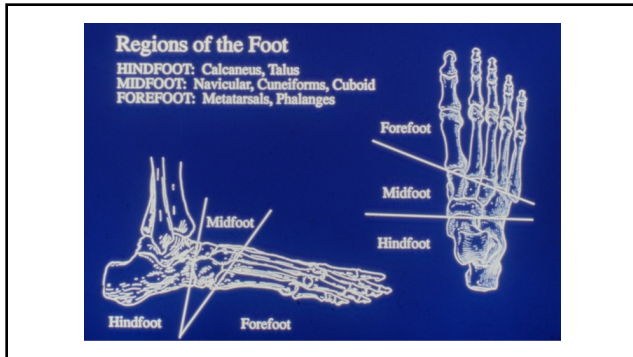 Regions of the Foot
HINDFOOT: Calcaneus, Talus
MIDFOOT: Navicular, Cuneiforms, Cuboid
FOREFOOT: Metatarsals, Phalanges
Forefoot
Midfoot
Hindfoot
Midfoot
Hindfoot
Forefoot